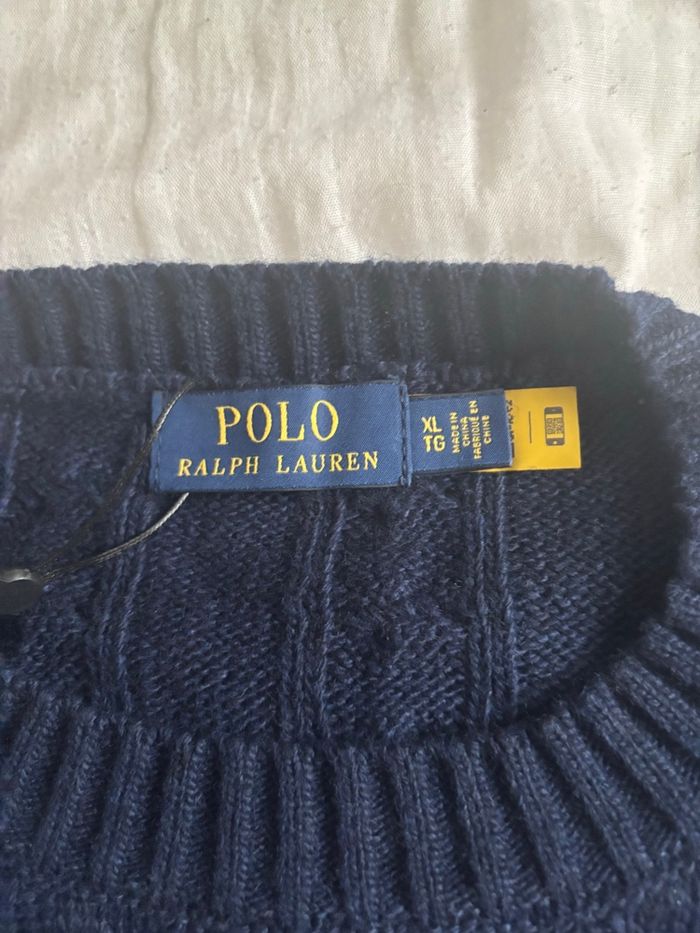 POLO
RALPH LAUREN
XL
TG
MADE IN
CHINA
FABRIQUÉ EN
CHINE